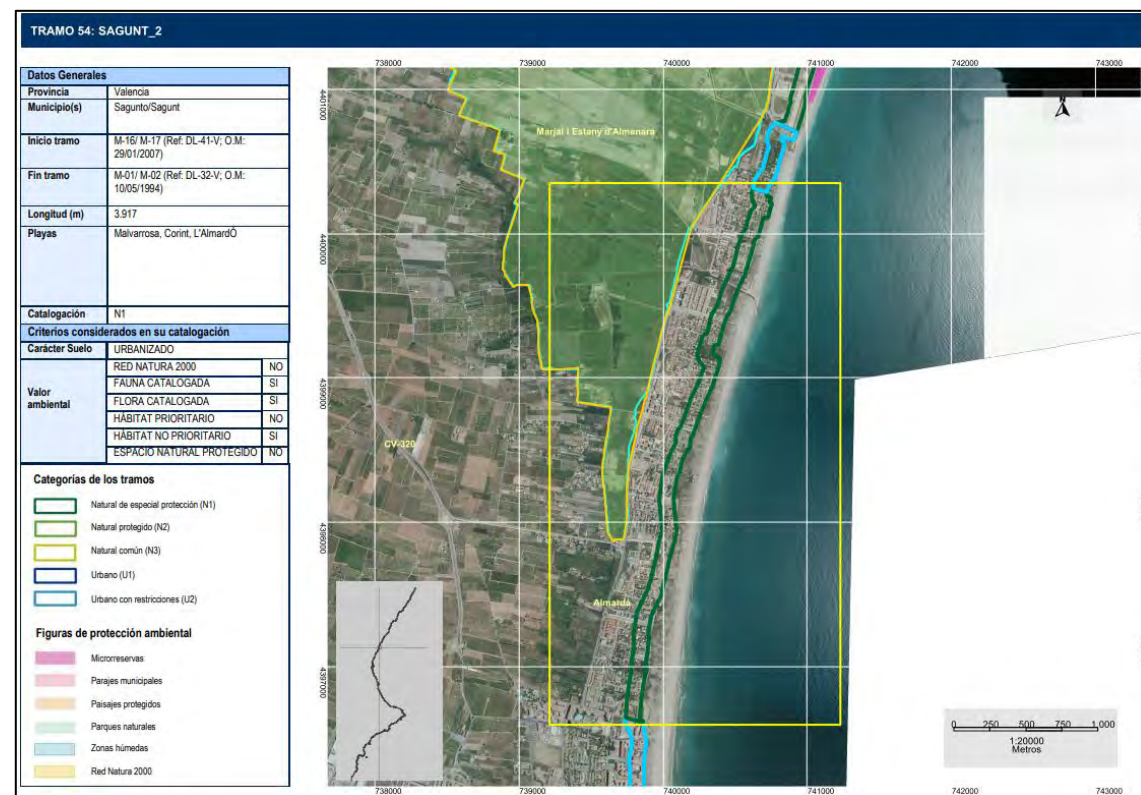 TRAMO 54: SAGUNT_2
Datos Generales
Provincia Valencia
Municipio(s) Sagunto/Sagunt
Inicio tramo M-16/ M-17 (Ref: DL-41-V; O.M:
29/01/2007)
Fin tramo M-01/ M-02 (Ref: DL-32-V; O.M:
10/05/1994)
Longitud (m) 3.917
Playas Malvarrosa, Corint, L'AlmardÒ
Catalogación N1
Criterios considerados en su catalogación
Carácter Suelo URBANIZADO
Valor
ambiental
RED NATURA 2000 NO
FAUNA CATALOGADA SI
FLORA CATALOGADA SI
HÁBITAT PRIORITARIO NO
HÁBITAT NO PRIORITARIO SI
ESPACIO NATURAL PROTEGIDO NO
Categorías de los tramos
Natural de especial protección (N1)
Natural protegido (N2)
Natural común (N3)
Urbano (U1)
Urbano con restricciones (U2)
Figuras de protección ambiental
Microrreservas
Parajes municipales
Paisajes protegidos
Parques naturales
Zonas húmedas
Red Natura 2000
738000 739000 740000 741000 742000 743000
4401000
4400000
4399000
4398000
4397000
Marjal i Estany d'Almenara
CV-320
Almardà
N
0 250 500 750 1.000
1:20000
Metros
738000 739000 740000 741000 742000 743000